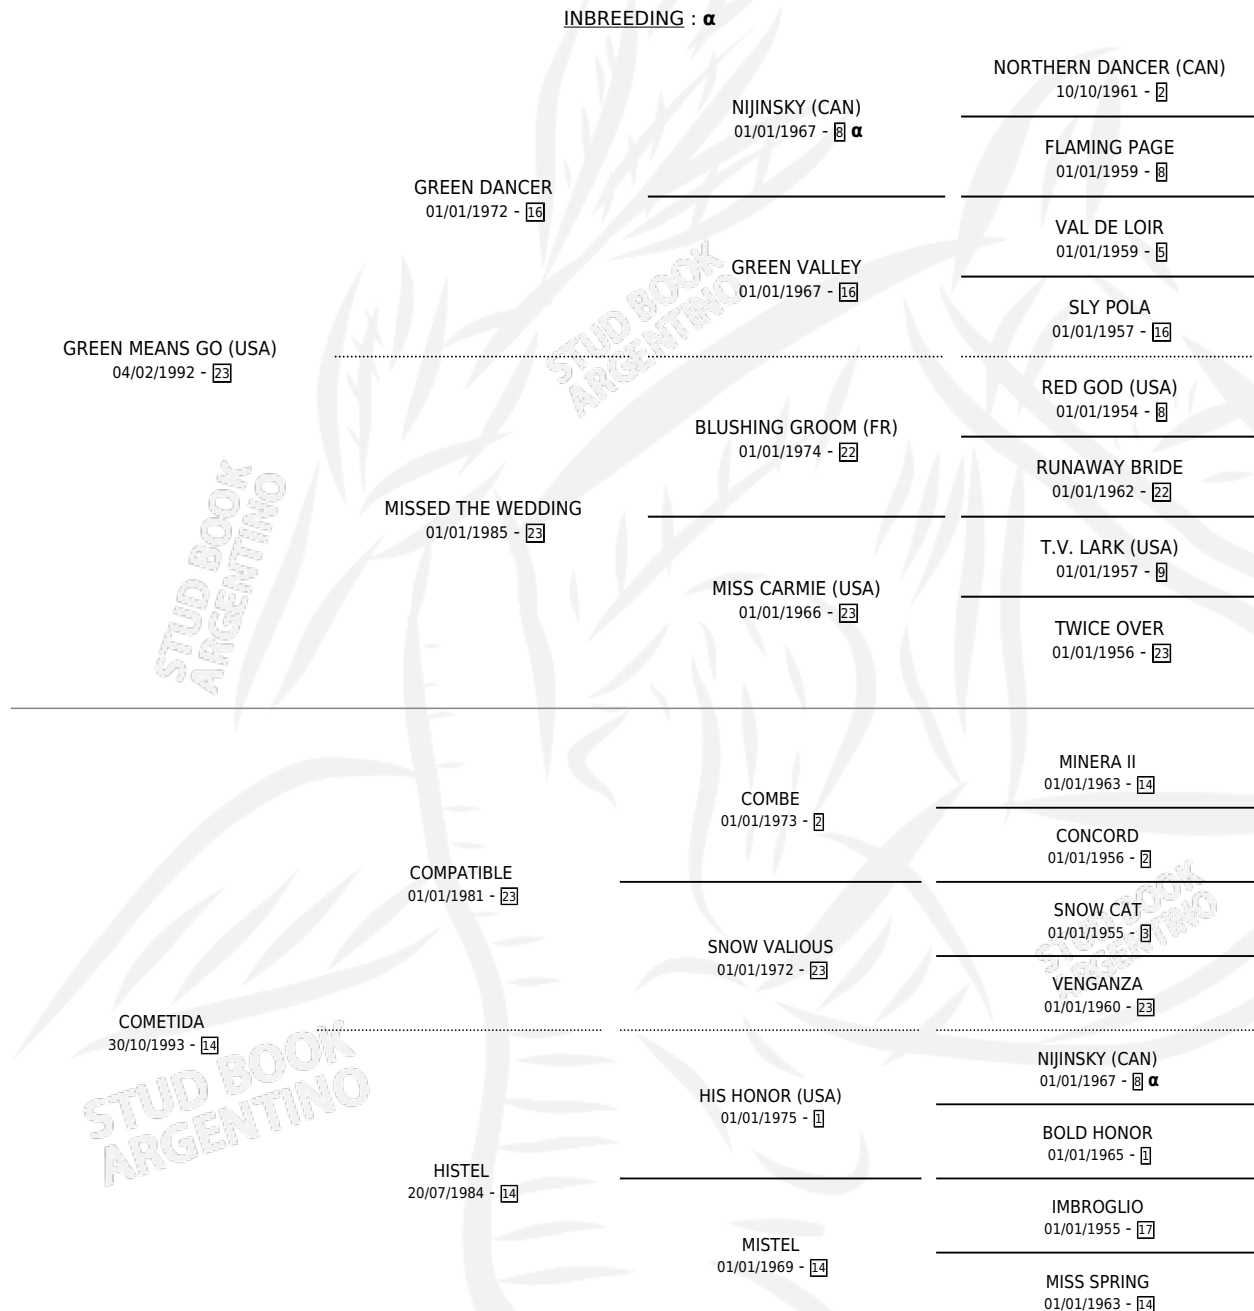 INBREEDING : α
NORTHERN DANCER (CAN)
10/10/1961 - 2
NIJINSKY (CAN)
01/01/1967 - 8 α
FLAMING PAGE
01/01/1959 - 8
GREEN DANCER
01/01/1972 - 16
VAL DE LOIR
01/01/1959 - 5
GREEN VALLEY
01/01/1967 - 16
SLY POLA
01/01/1957 - 16
GREEN MEANS GO (USA)
04/02/1992 - 23
RED GOD (USA)
01/01/1954 - 8
BLUSHING GROOM (FR)
01/01/1974 - 22
RUNAWAY BRIDE
01/01/1962 - 22
MISSED THE WEDDING
01/01/1985 - 23
T.V. LARK (USA)
01/01/1957 - 9
MISS CARMIE (USA)
01/01/1966 - 23
TWICE OVER
01/01/1956 - 23
MINERA II
01/01/1963 - 14
COMBE
01/01/1973 - 2
CONCORD
01/01/1956 - 2
COMPATIBLE
01/01/1981 - 23
SNOW CAT
01/01/1955 - 3
SNOW VALIOUS
01/01/1972 - 23
VENGANZA
01/01/1960 - 23
COMETIDA
30/10/1993 - 14
NIJINSKY (CAN)
01/01/1967 - 8 α
HIS HONOR (USA)
01/01/1975 - 1
BOLD HONOR
01/01/1965 - 1
HISTEL
20/07/1984 - 14
IMBROGLIO
01/01/1955 - 17
MISTEL
01/01/1969 - 14
MISS SPRING
01/01/1963 - 14
STUD BOOK
ARGENTINO
STUD BOOK
ARGENTINO
STUD BOOK
ARGENTINO
STUD BOOK
ARGENTINO